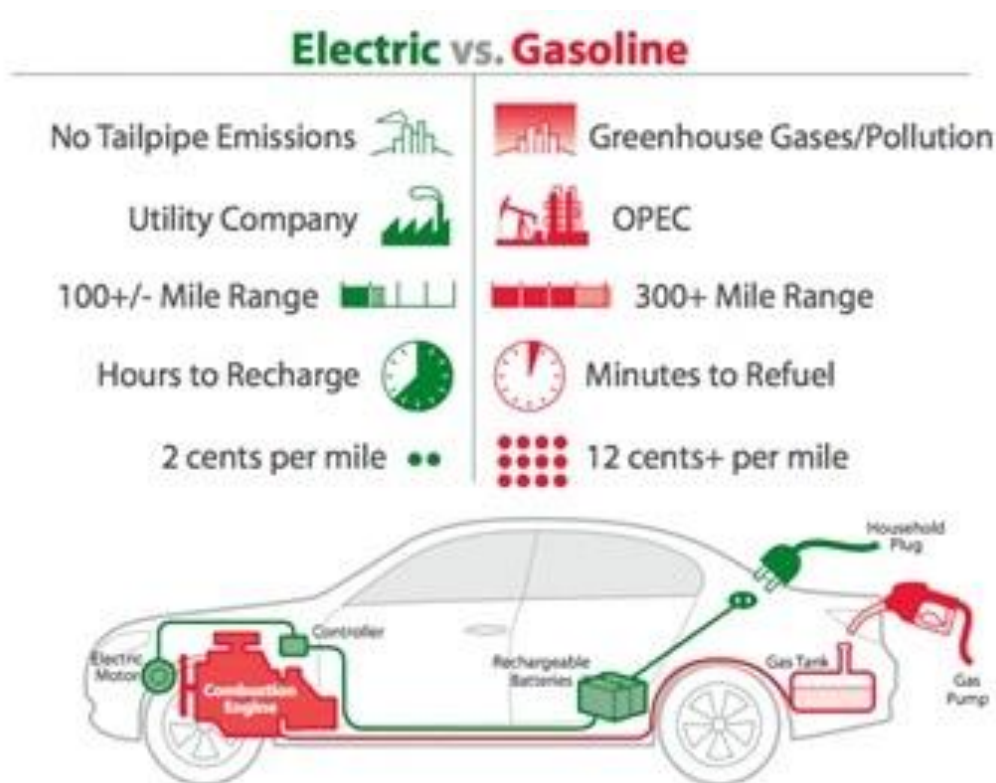 Electric vs. Gasoline
No Tailpipe Emissions
Greenhouse Gases/Pollution
Utility Company
OPEC
100+/- Mile Range
300+ Mile Range
Hours to Recharge
Minutes to Refuel
2 cents per mile
12 cents+ per mile
Household
Plug
Controller
Electric
Motor
Combustion
Engine
Rechargeable
Batteries
Gas Tank
Gas
Pump